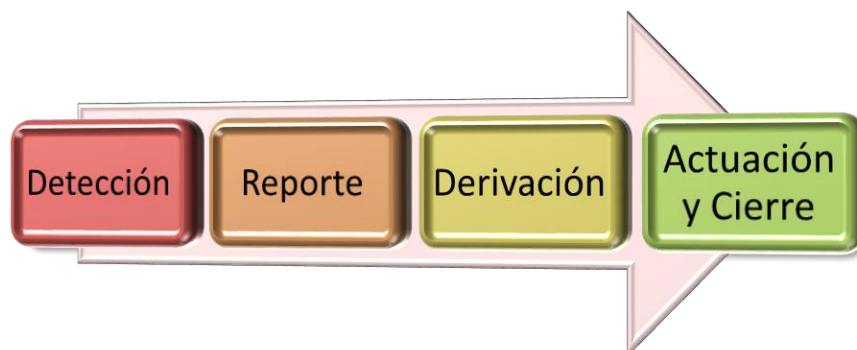 Detección
Reporte
Derivación
Actuación
y Cierre